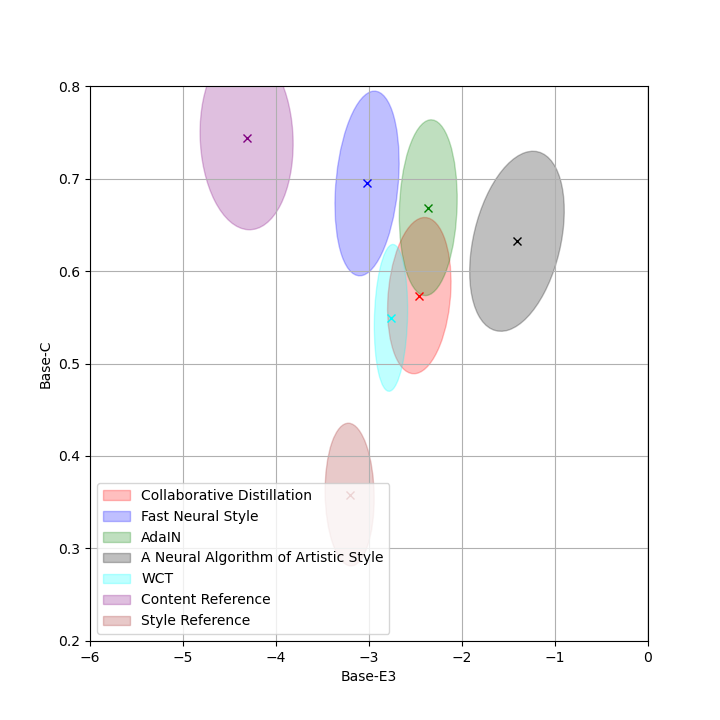 0.8
0.7
0.6
0.5
0.4
0.3
0.2
Base-C
Collaborative Distillation
Fast Neural Style
AdaIN
A Neural Algorithm of Artistic Style
WCT
Content Reference
Style Reference
−6 −5 −4 −3 −2 −1 0
Base-E3